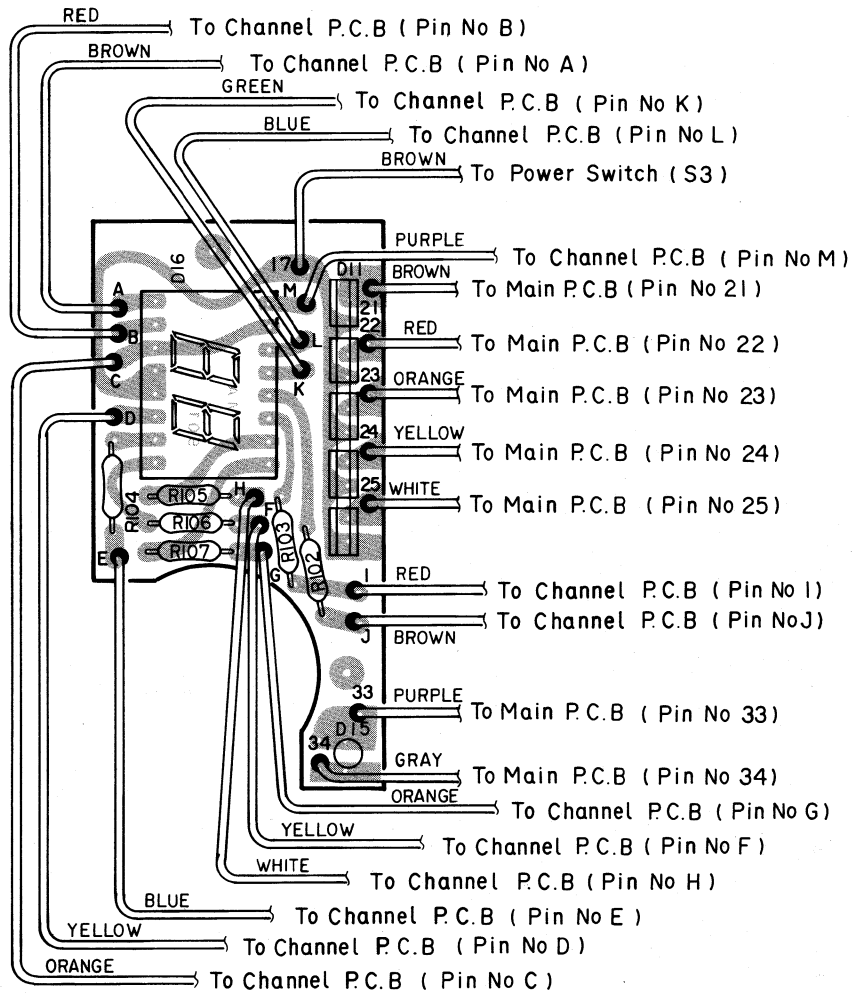 RED To Channel P.C.B ( Pin No B )
BROWN To Channel P.C.B ( Pin No A )
GREEN To Channel P.C.B ( Pin No K )
BLUE To Channel P.C.B ( Pin No L )
BROWN To Power Switch ( S3 )
PURPLE To Channel P.C.B ( Pin No M )
D16 17 D11
BROWN To Main P.C.B ( Pin No 21 )
A M 21
22 RED To Main P.C.B ( Pin No 22 )
B L
C K
23 ORANGE To Main P.C.B ( Pin No 23 )
D
24 YELLOW To Main P.C.B ( Pin No 24 )
25 WHITE To Main P.C.B ( Pin No 25 )
R104 R105 H
R106 F
R107 R103 R102
E G
I RED To Channel P.C.B ( Pin No I )
To Channel P.C.B ( Pin No J )
J BROWN
33 PURPLE To Main P.C.B ( Pin No 33 )
D15
34 GRAY To Main P.C.B ( Pin No 34 )
ORANGE To Channel P.C.B ( Pin No G )
YELLOW To Channel P.C.B ( Pin No F )
WHITE To Channel P.C.B ( Pin No H )
BLUE To Channel P.C.B ( Pin No E )
YELLOW To Channel P.C.B ( Pin No D )
ORANGE To Channel P.C.B ( Pin No C )